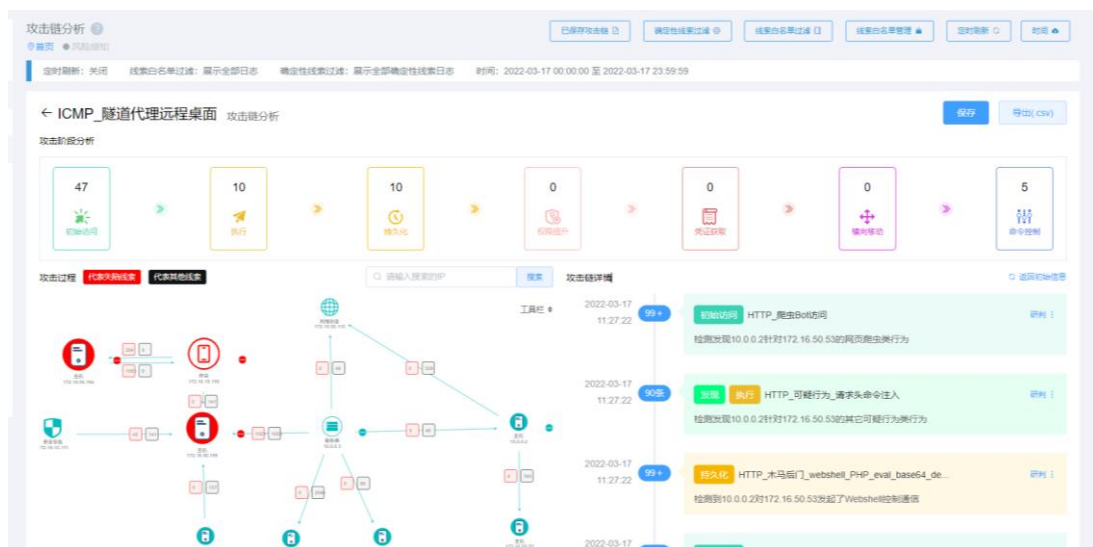 攻击链分析
已保存攻击链 确定性线索过滤 线索白名单过滤 线索白名单管理 定时刷新 时间
首页 风险感知
定时刷新：关闭 线索白名单过滤：展示全部日志 确定性线索过滤：展示全部确定性线索日志 时间：2022-03-17 00:00:00 至 2022-03-17 23:59:59
← ICMP_隧道代理远程桌面 攻击链分析
保存 导出(.csv)
攻击阶段分析
47 10 10 0 0 0 5
初始访问 执行 持久化 权限提升 凭证获取 横向移动 命令控制
攻击过程 代表失陷线索 代表其他线索 请输入搜索的IP 搜索 攻击链详情 返回初始信息
工具栏
2022-03-17
11:27:22
99+
初始访问 HTTP_爬虫Bot访问 研判
检测发现10.0.0.2针对172.16.50.53的网页爬虫类行为
2022-03-17
11:27:22
90条
发现 执行 HTTP_可疑行为_请求头命令注入 研判
检测发现10.0.0.2针对172.16.50.53的其它可疑行为类行为
2022-03-17
11:27:22
99+
持久化 HTTP_木马后门_webshell_PHP_eval_base64_de... 研判
检测到10.0.0.2对172.16.50.53发起了Webshell控制通信
2022-03-17